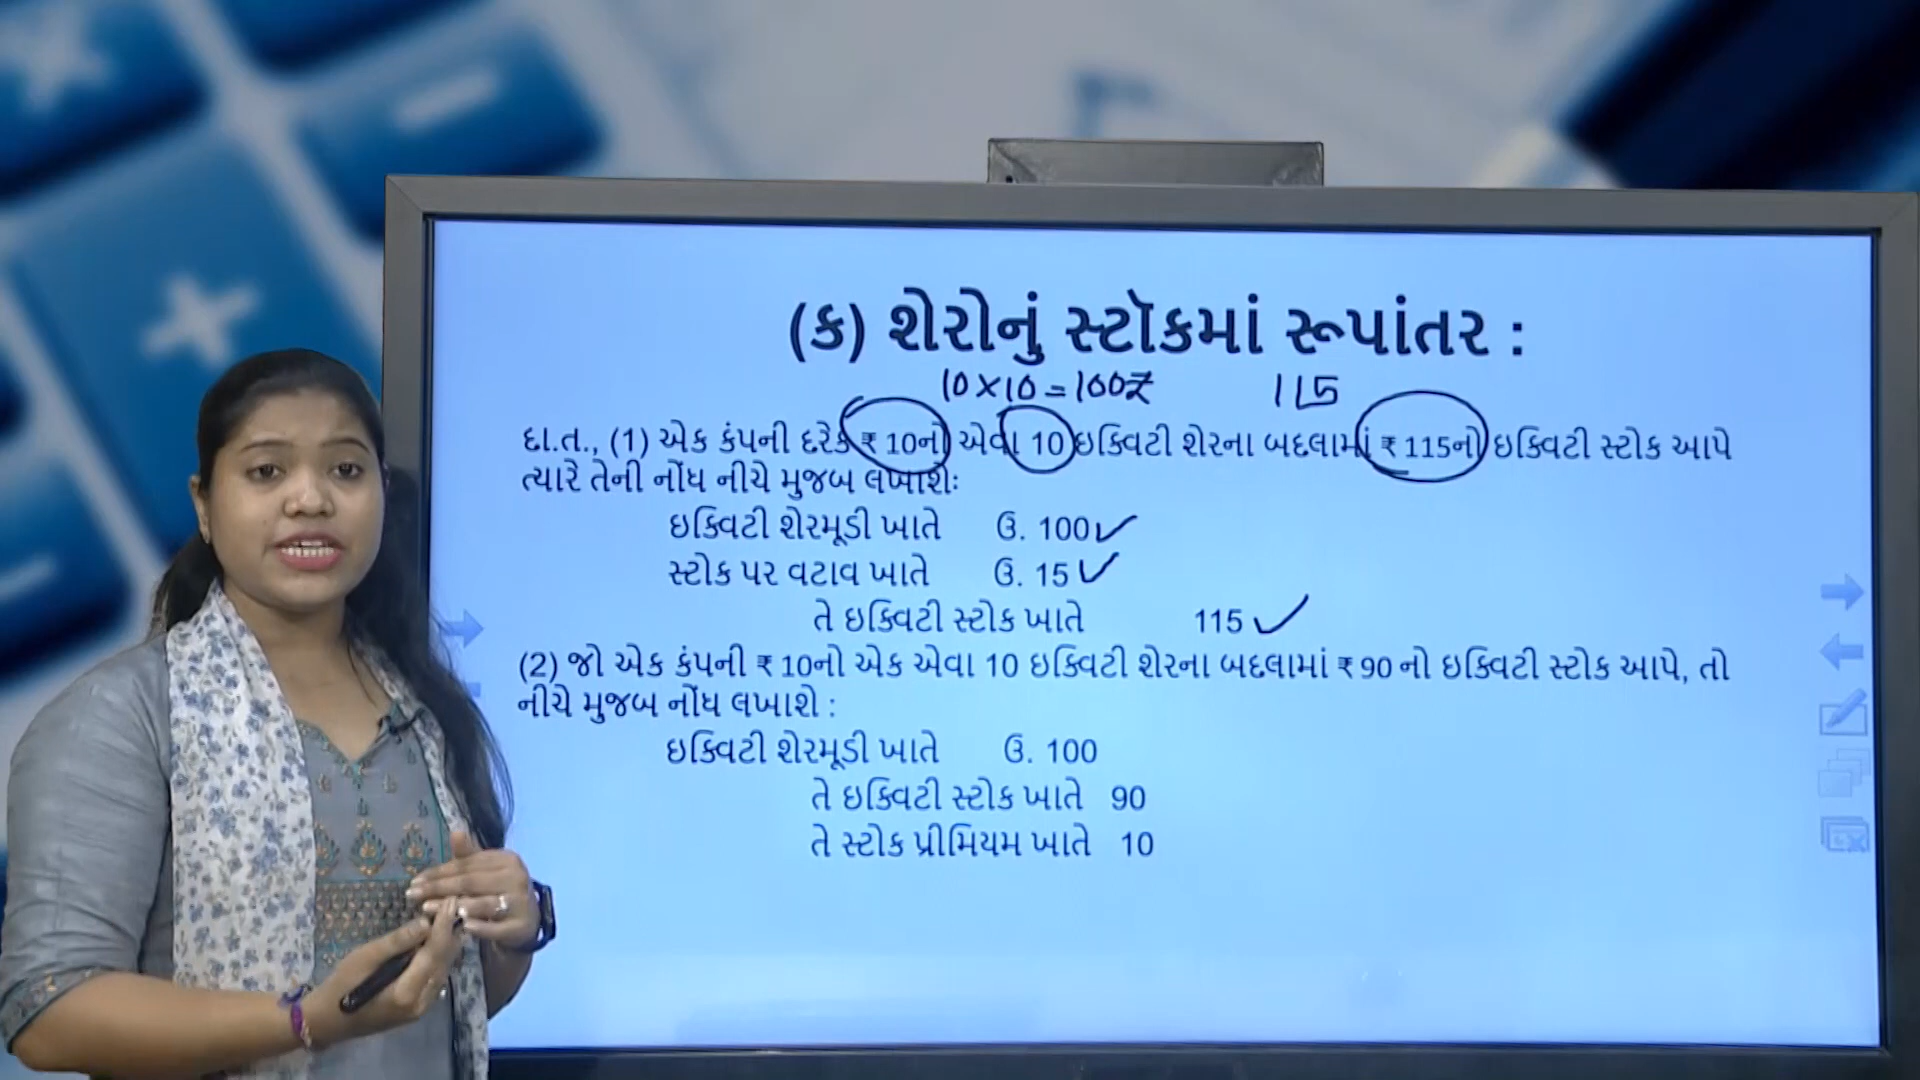 (ક) શેરોનું સ્ટૉકમાં રૂપાંતર :
10 × 10 = 100₹ 115
દા.ત., (1) એક કંપની દરેક ₹ 10નો એવા 10 ઇક્વિટી શેરના બદલામાં ₹ 115નો ઇક્વિટી સ્ટોક આપે
ત્યારે તેની નોંધ નીચે મુજબ લખાશેઃ
ઇક્વિટી શેરમૂડી ખાતે ઉ. 100 ✓
સ્ટોક પર વટાવ ખાતે ઉ. 15 ✓
તે ઇક્વિટી સ્ટોક ખાતે 115 ✓
(2) જો એક કંપની ₹ 10નો એક એવા 10 ઇક્વિટી શેરના બદલામાં ₹ 90 નો ઇક્વિટી સ્ટોક આપે, તો
નીચે મુજબ નોંધ લખાશે :
ઇક્વિટી શેરમૂડી ખાતે ઉ. 100
તે ઇક્વિટી સ્ટોક ખાતે 90
તે સ્ટોક પ્રીમિયમ ખાતે 10